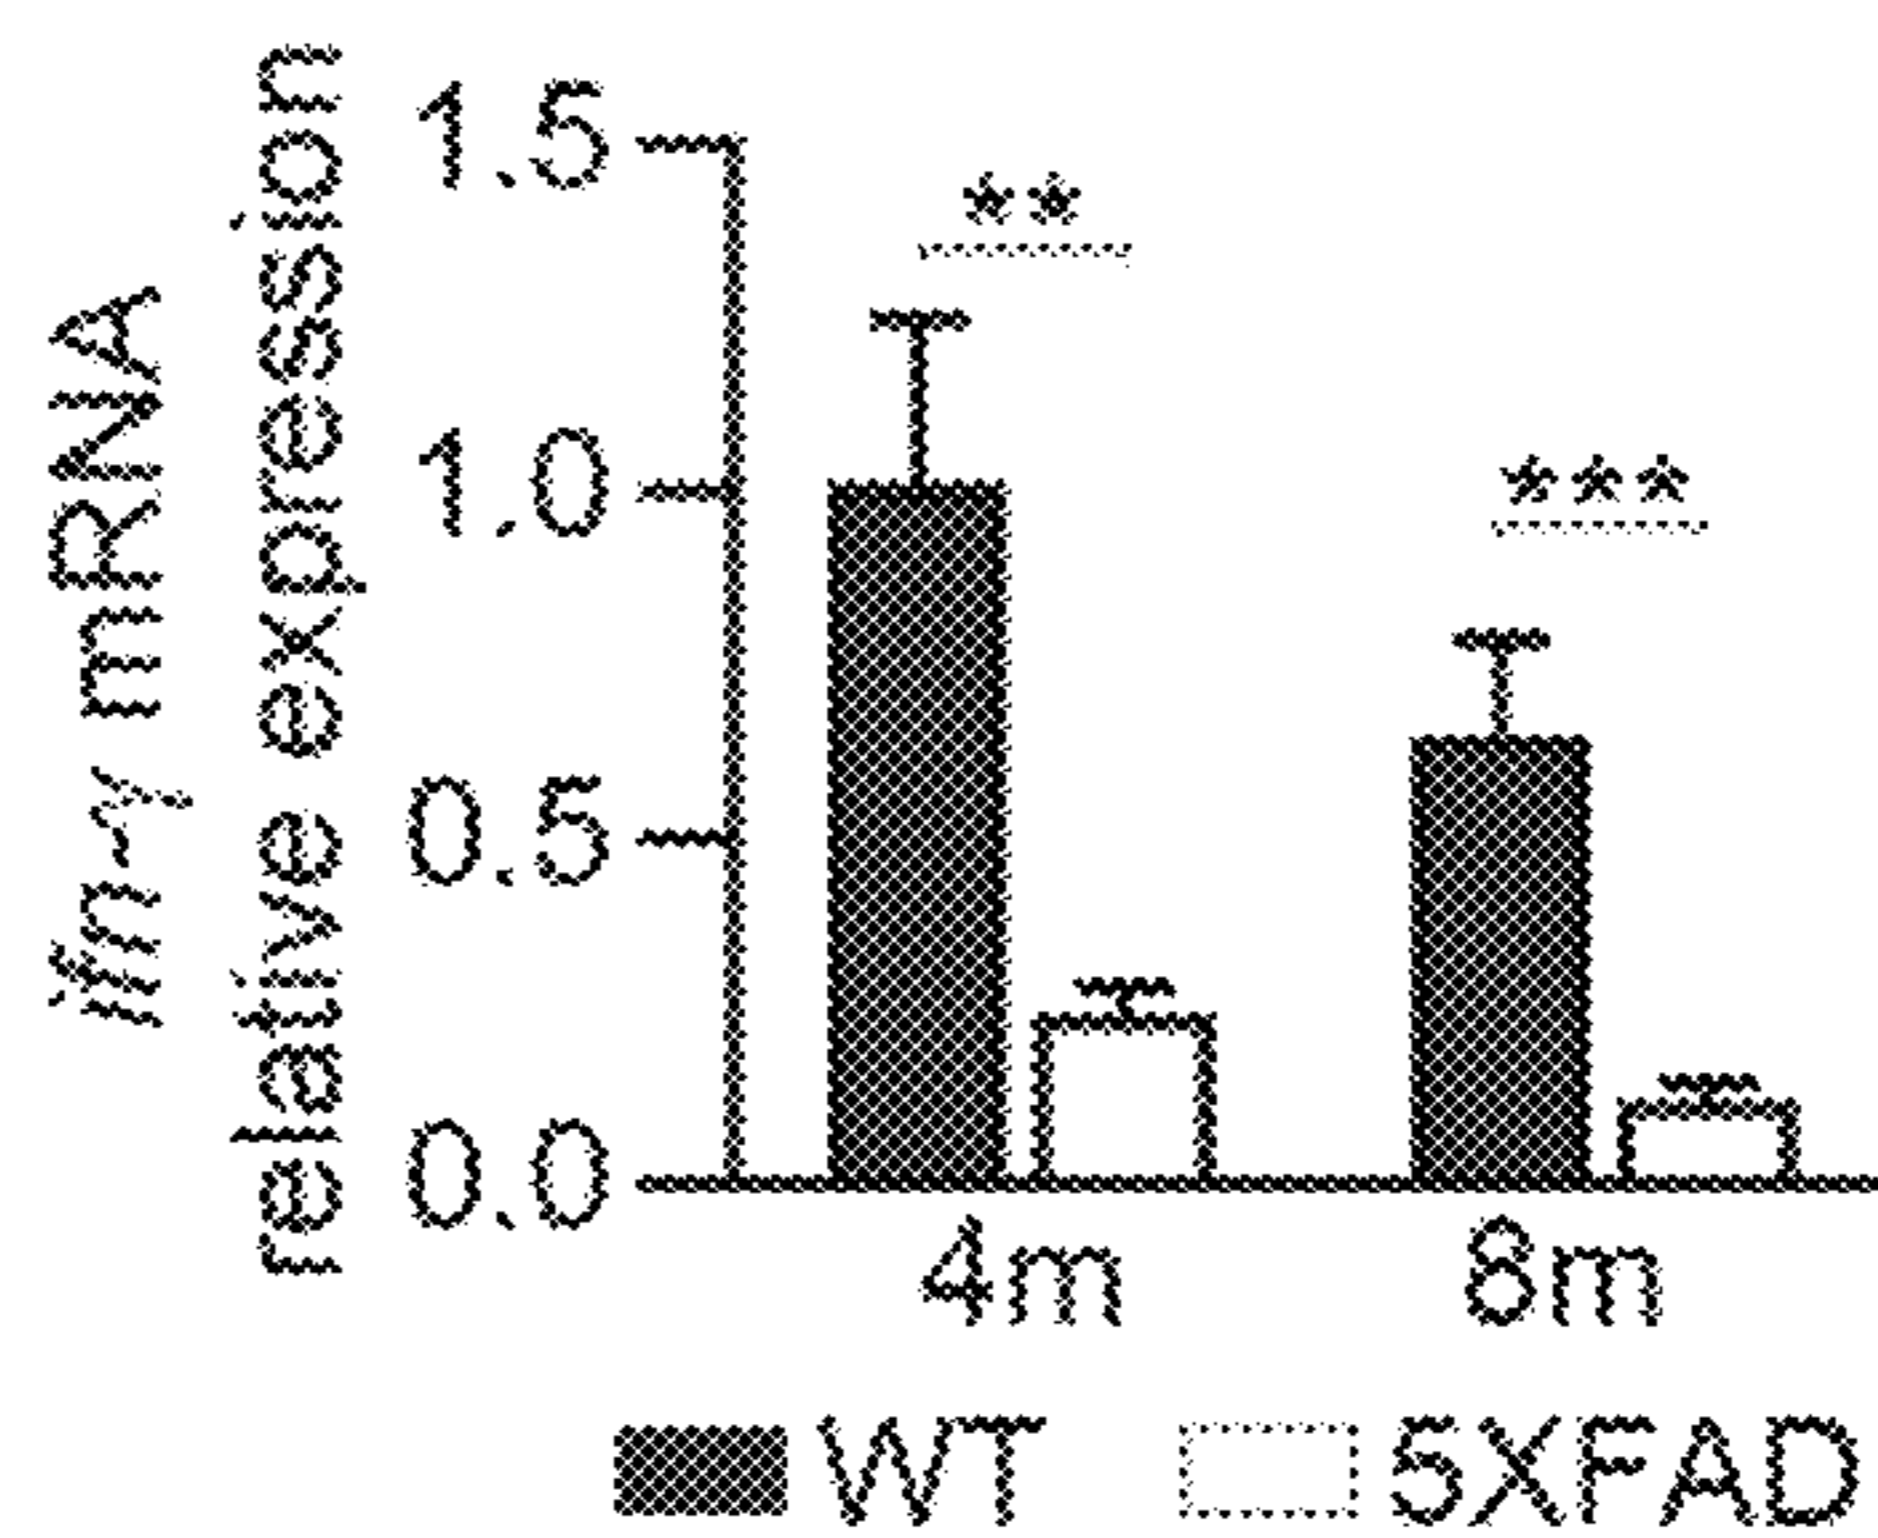 ifn-γ mRNA
relative expression
1.5
1.0
0.5
0.0
**
***
4m 8m
WT 5XFAD